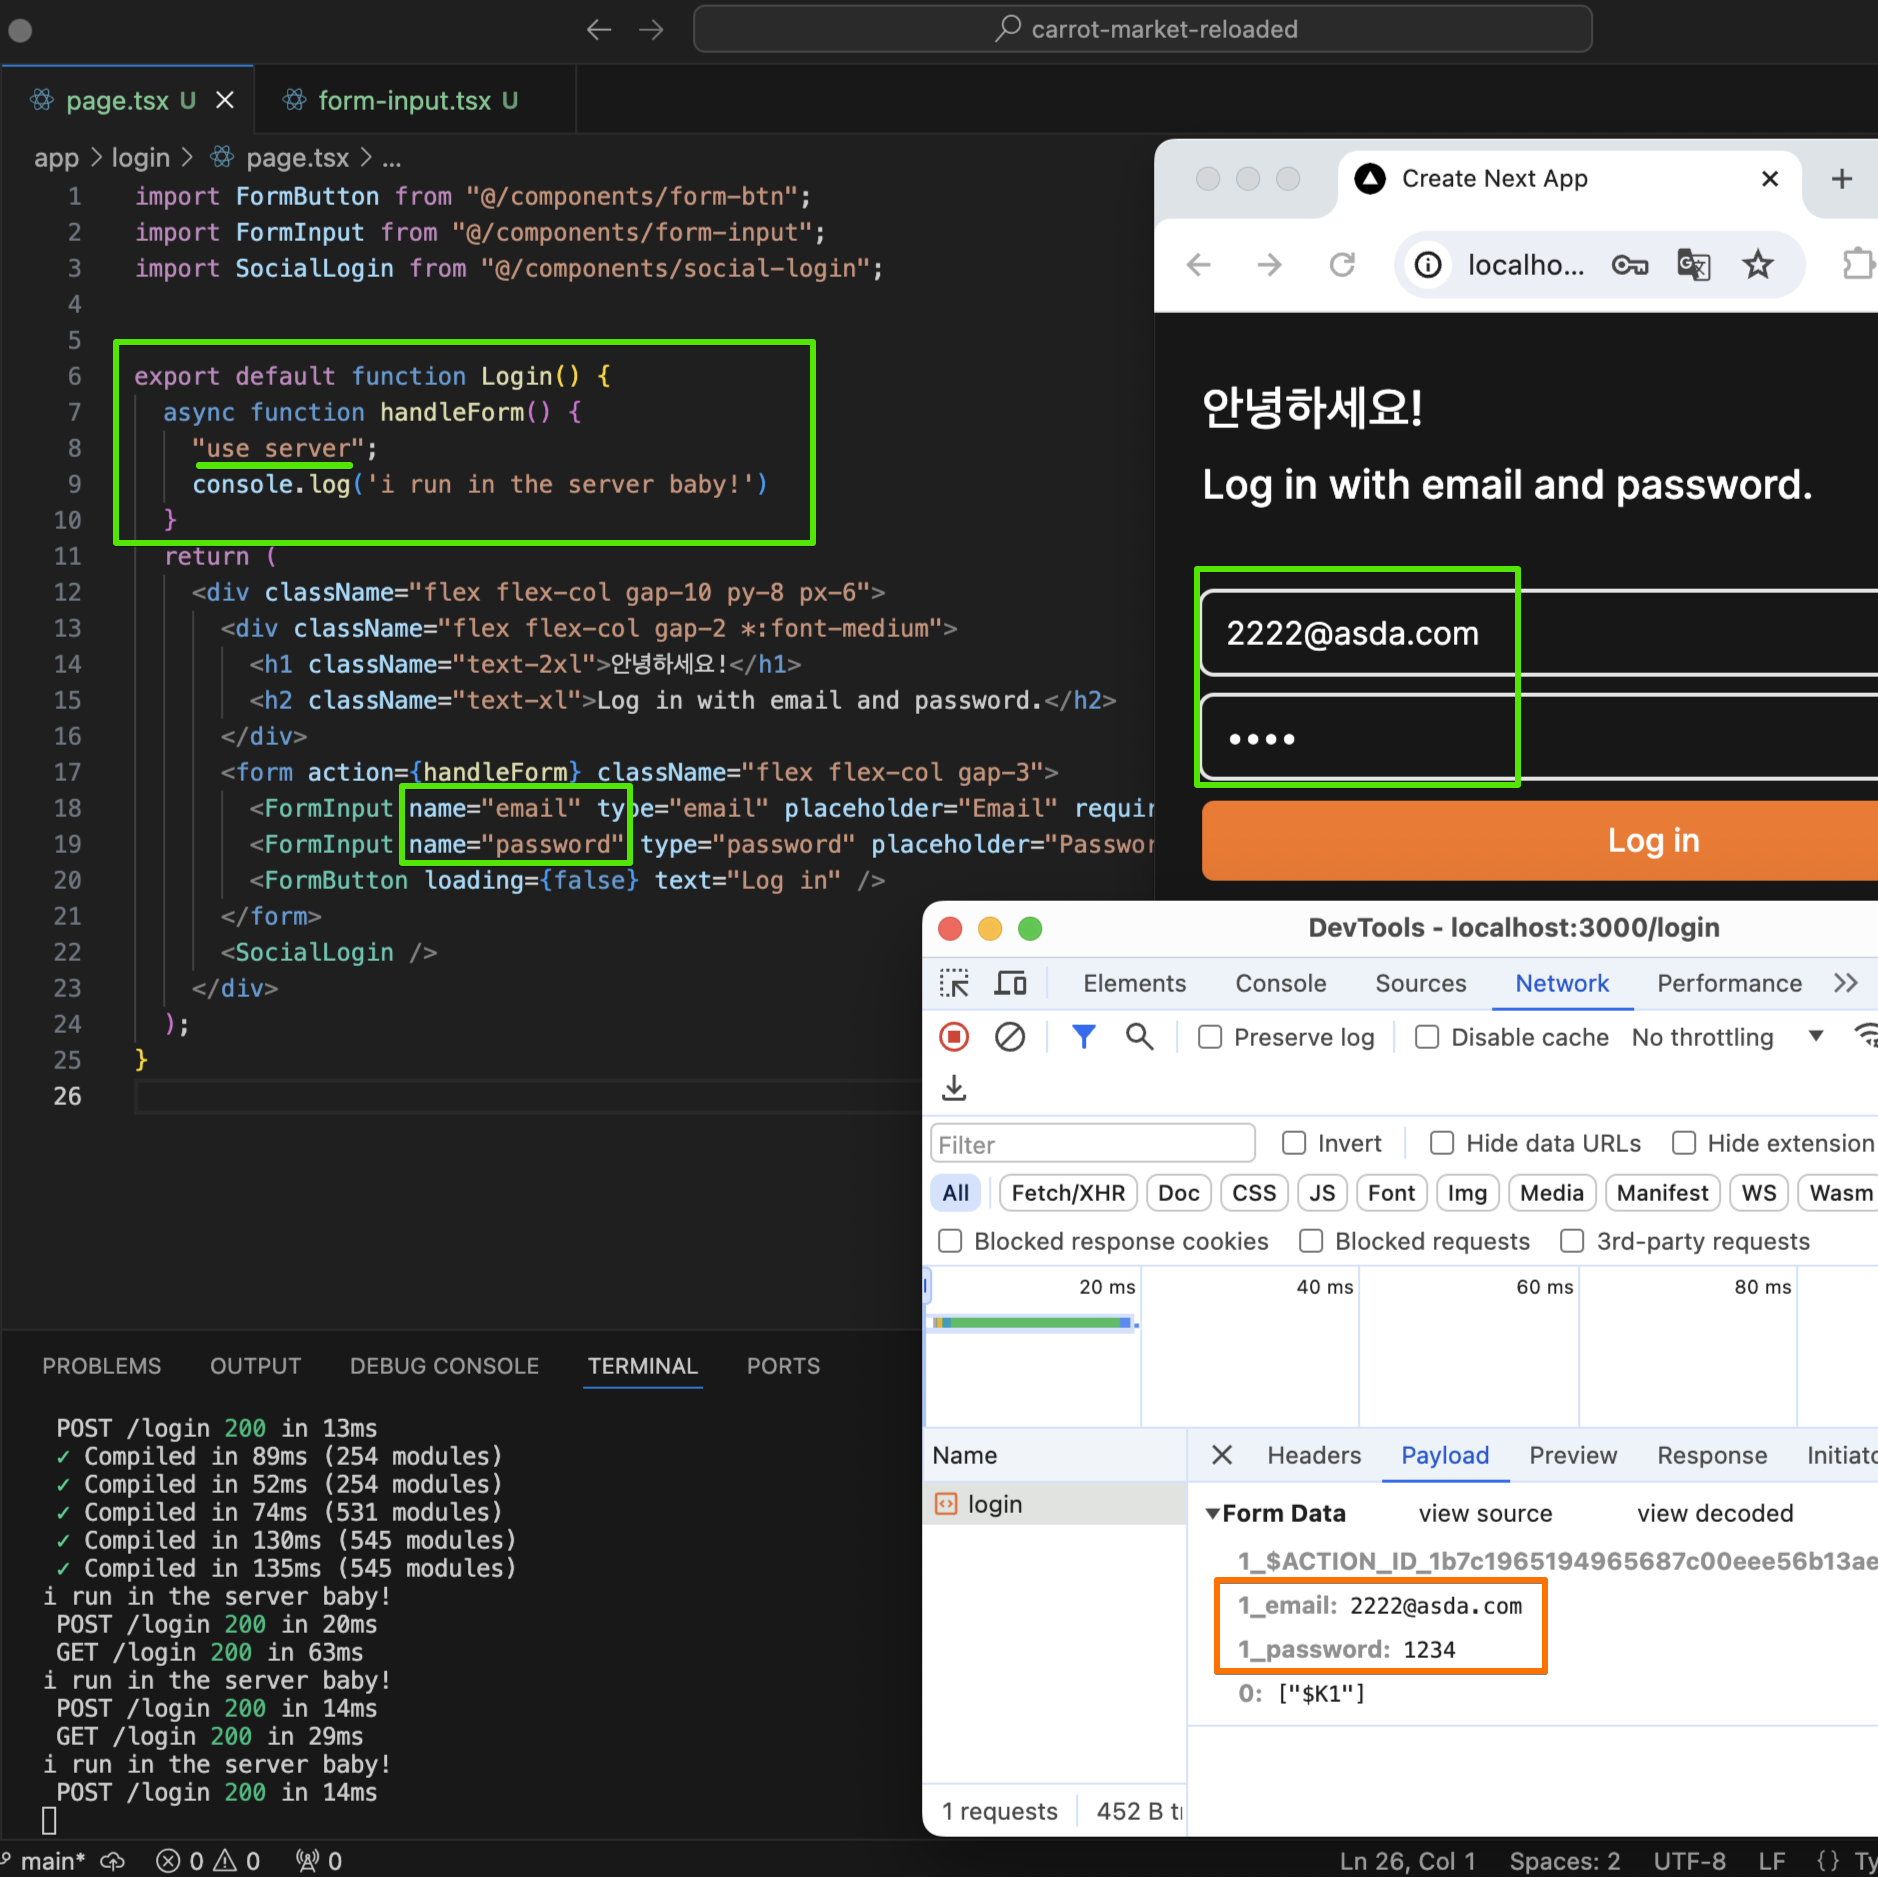 carrot-market-reloaded
page.tsx U
form-input.tsx U
app > login > page.tsx > ...
1 import FormButton from "@/components/form-btn";
2 import FormInput from "@/components/form-input";
3 import SocialLogin from "@/components/social-login";
4
5
6 export default function Login() {
7 async function handleForm() {
8 "use server";
9 console.log('i run in the server baby!')
10 }
11 return (
12 <div className="flex flex-col gap-10 py-8 px-6">
13 <div className="flex flex-col gap-2 *:font-medium">
14 <h1 className="text-2xl">안녕하세요!</h1>
15 <h2 className="text-xl">Log in with email and password.</h2>
16 </div>
17 <form action={handleForm} className="flex flex-col gap-3">
18 <FormInput name="email" type="email" placeholder="Email" requir
19 <FormInput name="password" type="password" placeholder="Passwor
20 <FormButton loading={false} text="Log in" />
21 </form>
22 <SocialLogin />
23 </div>
24 );
25 }
26
Create Next App
localho...
안녕하세요!
Log in with email and password.
2222@asda.com
••••
Log in
DevTools - localhost:3000/login
Elements Console Sources Network Performance
Preserve log Disable cache No throttling
Filter Invert Hide data URLs Hide extension
All Fetch/XHR Doc CSS JS Font Img Media Manifest WS Wasm
Blocked response cookies Blocked requests 3rd-party requests
20 ms 40 ms 60 ms 80 ms
Name
login
Headers Payload Preview Response Initiato
Form Data view source view decoded
1_$ACTION_ID_1b7c1965194965687c00eee56b13ae
1_email: 2222@asda.com
1_password: 1234
0: ["$K1"]
1 requests 452 B tr
PROBLEMS OUTPUT DEBUG CONSOLE TERMINAL PORTS
POST /login 200 in 13ms
✓ Compiled in 89ms (254 modules)
✓ Compiled in 52ms (254 modules)
✓ Compiled in 74ms (531 modules)
✓ Compiled in 130ms (545 modules)
✓ Compiled in 135ms (545 modules)
i run in the server baby!
POST /login 200 in 20ms
GET /login 200 in 63ms
i run in the server baby!
POST /login 200 in 14ms
GET /login 200 in 29ms
i run in the server baby!
POST /login 200 in 14ms
main* 0 0 0
Ln 26, Col 1 Spaces: 2 UTF-8 LF {} Ty